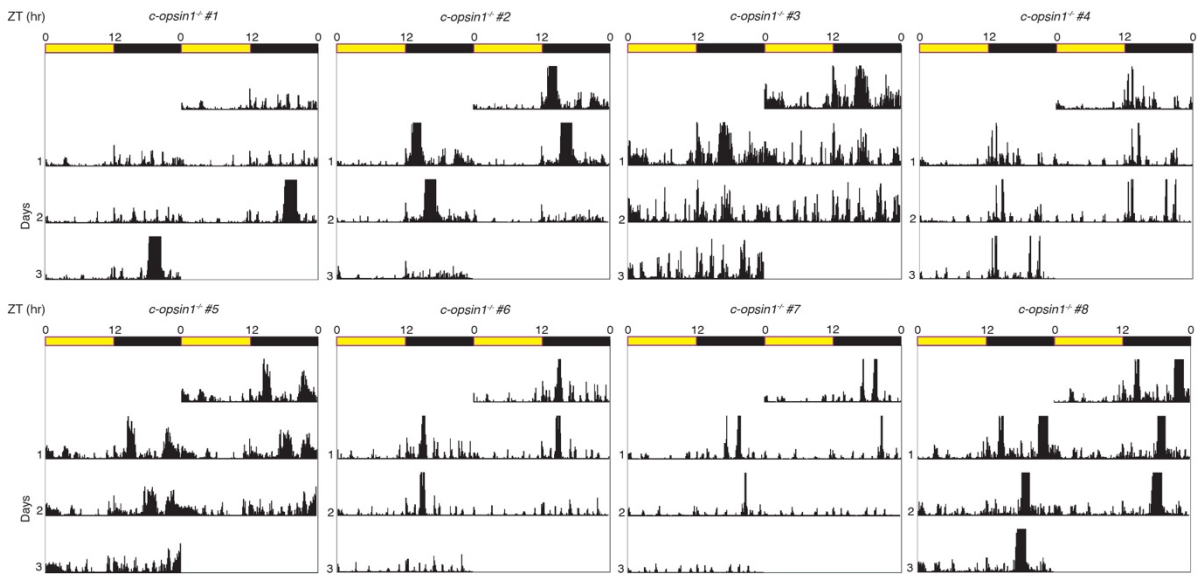 ZT (hr) c-opsin1-/- #1 c-opsin1-/- #2 c-opsin1-/- #3 c-opsin1-/- #4
0 12 0 12 0 0 12 0 12 0 0 12 0 12 0 0 12 0 12 0
1 1 1 1
Days 2 2 2 2
3 3 3 3
ZT (hr) c-opsin1-/- #5 c-opsin1-/- #6 c-opsin1-/- #7 c-opsin1-/- #8
0 12 0 12 0 0 12 0 12 0 0 12 0 12 0 0 12 0 12 0
1 1 1 1
Days 2 2 2 2
3 3 3 3